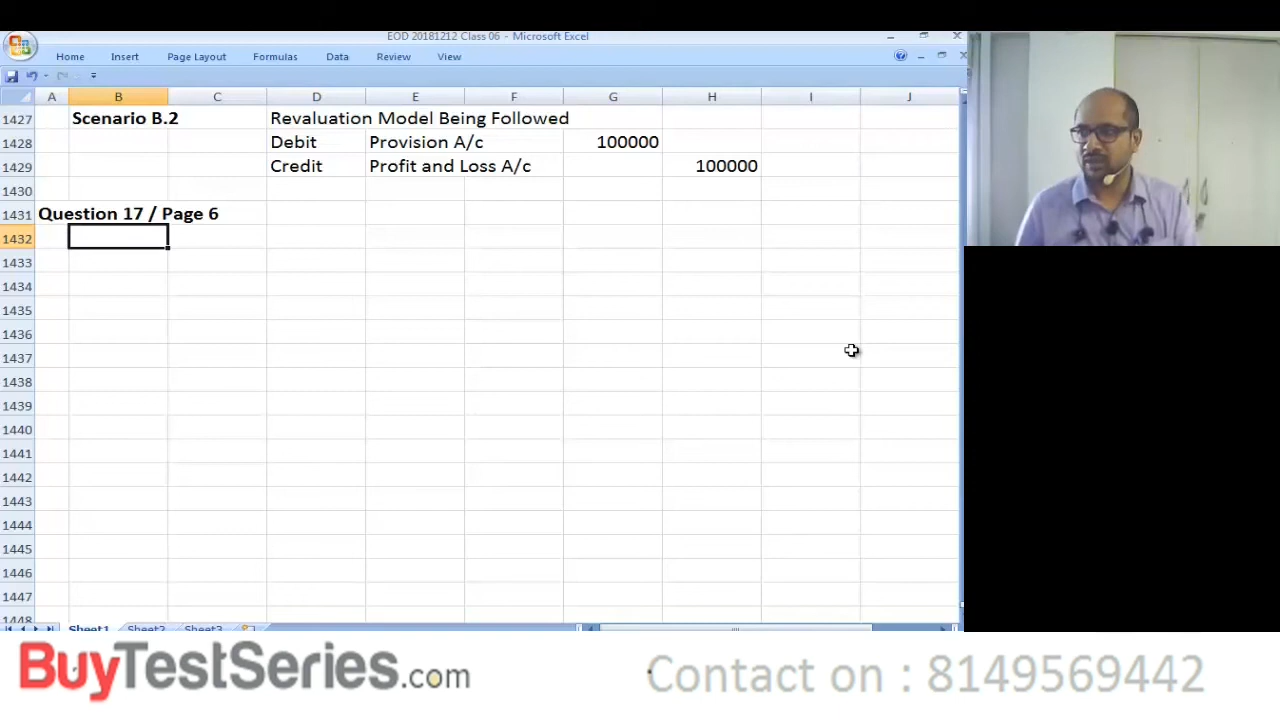 EOD 20181212 Class 06 - Microsoft Excel
Home Insert Page Layout Formulas Data Review View
A B C D E F G H I J
1427 Scenario B.2 Revaluation Model Being Followed
1428 Debit Provision A/c 100000
1429 Credit Profit and Loss A/c 100000
1430
1431 Question 17 / Page 6
1432
1433
1434
1435
1436
1437
1438
1439
1440
1441
1442
1443
1444
1445
1446
1447
1448
Sheet1 Sheet2 Sheet3
BuyTestSeries.com Contact on : 8149569442